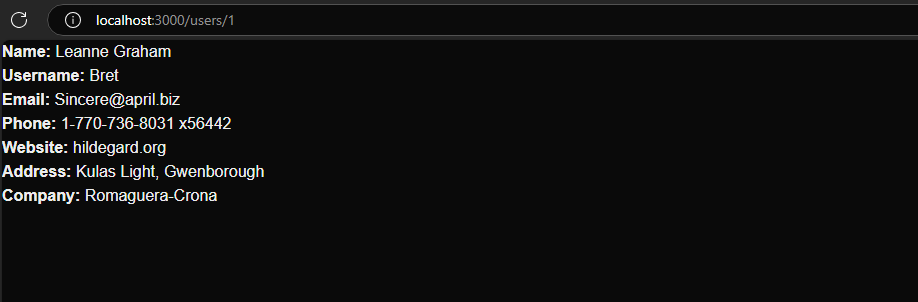 localhost:3000/users/1
Name: Leanne Graham
Username: Bret
Email: Sincere@april.biz
Phone: 1-770-736-8031 x56442
Website: hildegard.org
Address: Kulas Light, Gwenborough
Company: Romaguera-Crona